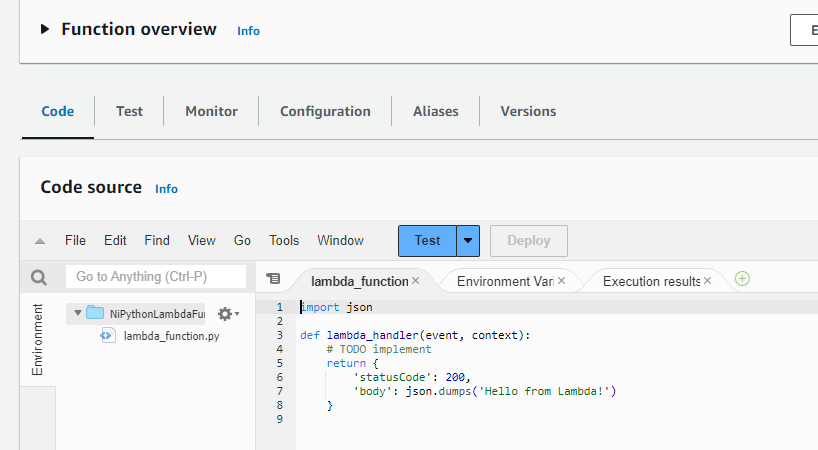 Function overview Info
Code Test Monitor Configuration Aliases Versions
Code source Info
File Edit Find View Go Tools Window Test Deploy
Go to Anything (Ctrl-P) lambda_function Environment Var Execution results
Environment
NiPythonLambdaFu
lambda_function.py
1 import json
2
3 def lambda_handler(event, context):
4 # TODO implement
5 return {
6 'statusCode': 200,
7 'body': json.dumps('Hello from Lambda!')
8 }
9